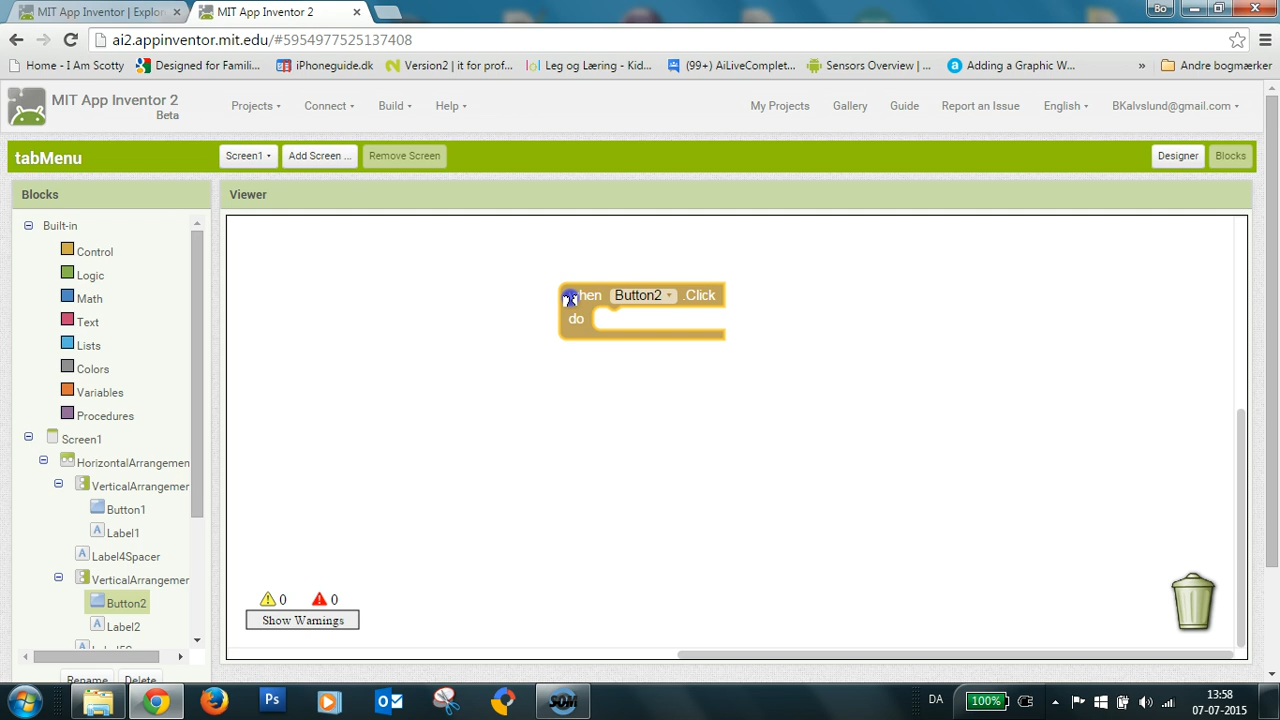 MIT App Inventor | Explor
MIT App Inventor 2
Bo
ai2.appinventor.mit.edu/#5954977525137408
Home - I Am Scotty
Designed for Famili...
iPhoneguide.dk
Version2 | it for prof...
Leg og Læring - Kid...
(99+) AiLiveComplet...
Sensors Overview | ...
Adding a Graphic W...
»
Andre bogmærker
MIT App Inventor 2
Beta
Projects
Connect
Build
Help
My Projects
Gallery
Guide
Report an Issue
English
BKalvslund@gmail.com
tabMenu
Screen1
Add Screen ...
Remove Screen
Designer
Blocks
Blocks
Viewer
Built-in
Control
Logic
Math
Text
Lists
Colors
Variables
Procedures
Screen1
HorizontalArrangemen
VerticalArrangemer
Button1
Label1
Label4Spacer
VerticalArrangemer
Button2
Label2
Rename
Delete
hen Button2 .Click
do
0
0
Show Warnings
Ps
SOM
DA
100%
13:58
07-07-2015